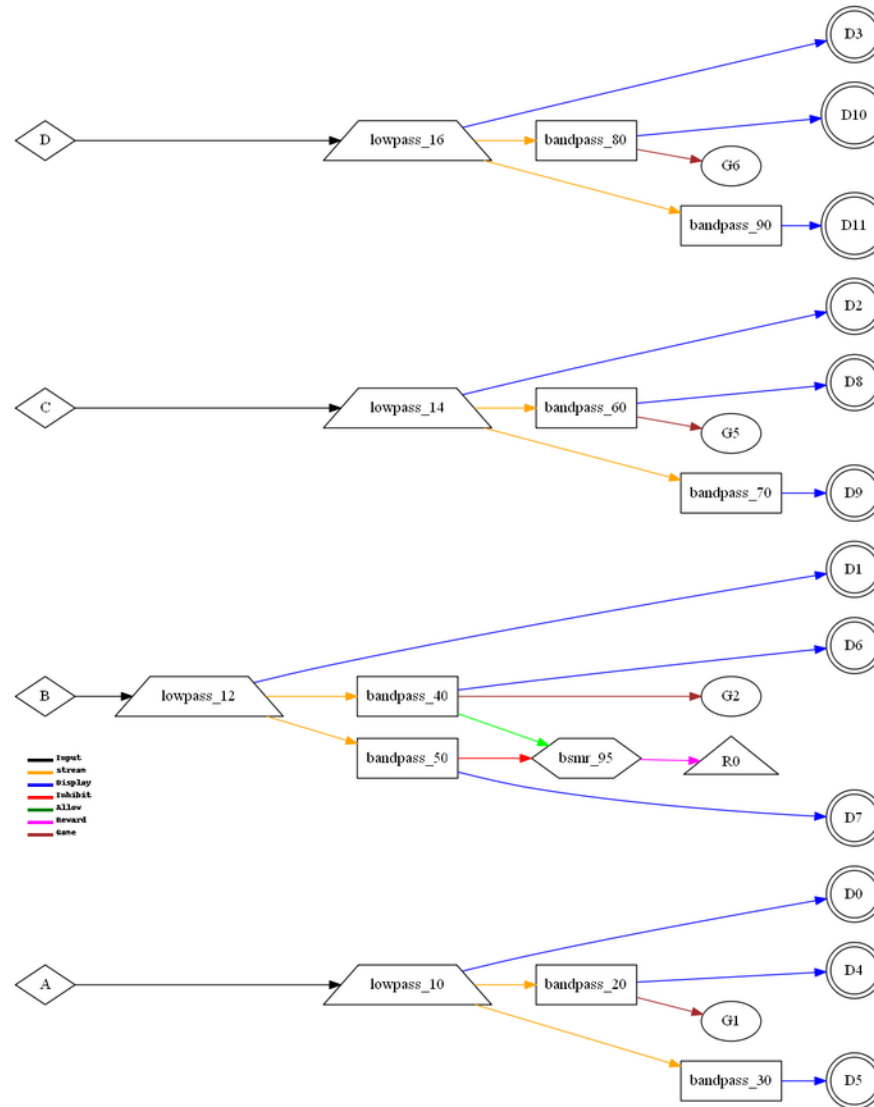 D3
D10
D
lowpass_16
bandpass_80
G6
bandpass_90
D11
D2
D8
C
lowpass_14
bandpass_60
G5
bandpass_70
D9
D1
D6
B
lowpass_12
bandpass_40
G2
bandpass_50
bsmr_95
R0
D7
Input
stream
Display
Inhibit
Allow
Reward
Game
D0
D4
A
lowpass_10
bandpass_20
G1
bandpass_30
D5